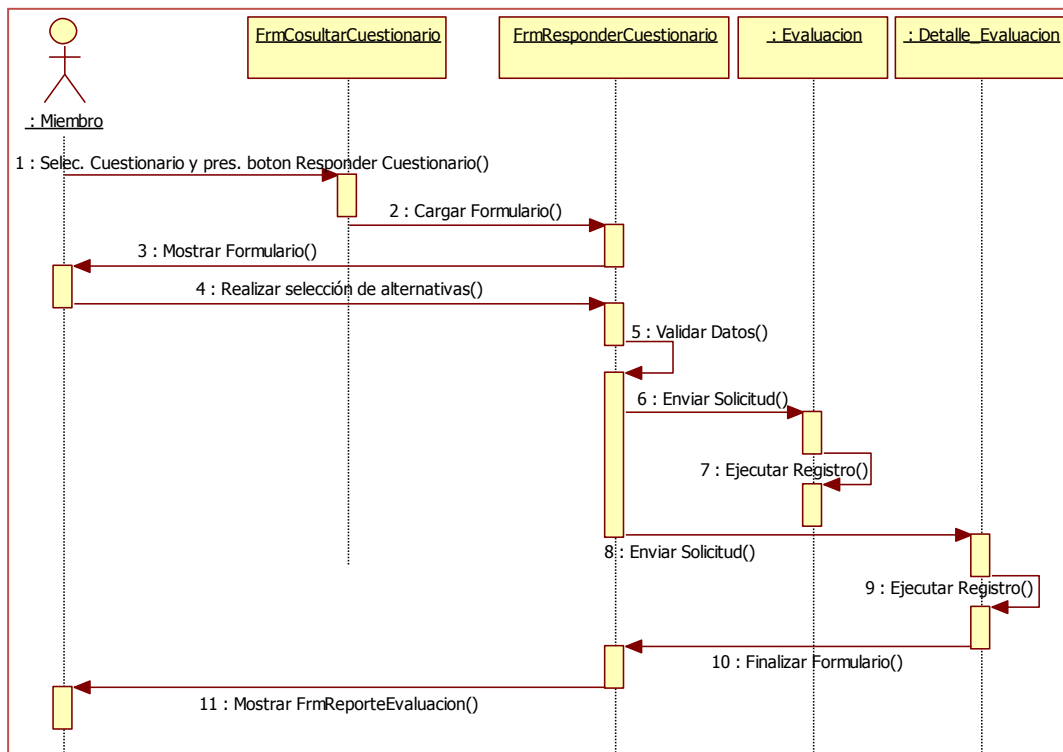 FrmCosultarCuestionario
FrmResponderCuestionario
: Evaluacion
: Detalle_Evaluacion
: Miembro
1 : Selec. Cuestionario y pres. boton Responder Cuestionario()
2 : Cargar Formulario()
3 : Mostrar Formulario()
4 : Realizar selección de alternativas()
5 : Validar Datos()
6 : Enviar Solicitud()
7 : Ejecutar Registro()
8 : Enviar Solicitud()
9 : Ejecutar Registro()
10 : Finalizar Formulario()
11 : Mostrar FrmReporteEvaluacion()